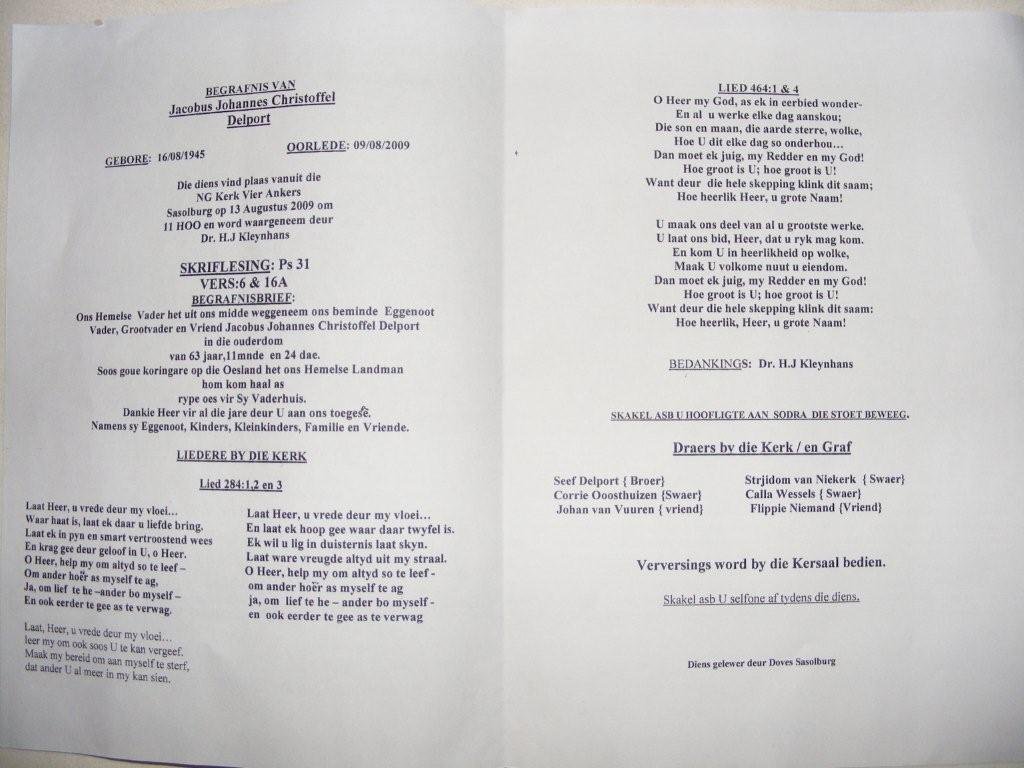 BEGRAFNIS VAN
Jacobus Johannes Christoffel
Delport
GEBORE: 16/08/1945
OORLEDE: 09/08/2009
Die diens vind plaas vanuit die
NG Kerk Vier Ankers
Sasolburg op 13 Augustus 2009 om
11 HOO en word waargeneem deur
Dr. H.J Kleynhans
SKRIFLESING: Ps 31
VERS:6 & 16A
BEGRAFNISBRIEF:
Ons Hemelse Vader het uit ons midde weggeneem ons beminde Eggenoot
Vader, Grootvader en Vriend Jacobus Johannes Christoffel Delport
in die ouderdom
van 63 jaar,11mnde en 24 dae.
Soos goue koringare op die Oesland het ons Hemelse Landman
hom kom haal as
rype oes vir Sy Vaderhuis.
Dankie Heer vir al die jare deur U aan ons toegesê.
Namens sy Eggenoot, Kinders, Kleinkinders, Familie en Vriende.
LIEDERE BY DIE KERK
Lied 284:1,2 en 3
Laat Heer, u vrede deur my vloei…
Waar haat is, laat ek daar u liefde bring.
Laat ek in pyn en smart vertroostend wees
En krag gee deur geloof in U, o Heer.
O Heer, help my om altyd so te leef –
Om ander hoër as myself te ag,
Ja, om lief te he –ander bo myself –
En ook eerder te gee as te verwag.
Laat, Heer, u vrede deur my vloei…
leer my om ook soos U te kan vergeef.
Maak my bereid om aan myself te sterf,
dat ander U al meer in my kan sien.
Laat Heer, u vrede deur my vloei…
En laat ek hoop gee waar daar twyfel is.
Ek wil u lig in duisternis laat skyn.
Laat ware vreugde altyd uit my straal.
O Heer, help my om altyd so te leef -
om ander hoër as myself te ag
ja, om lief te he – ander bo myself -
en ook eerder te gee as te verwag
LIED 464:1 & 4
O Heer my God, as ek in eerbied wonder-
En al u werke elke dag aanskou;
Die son en maan, die aarde sterre, wolke,
Hoe U dit elke dag so onderhou…
Dan moet ek juig, my Redder en my God!
Hoe groot is U; hoe groot is U!
Want deur die hele skepping klink dit saam;
Hoe heerlik Heer, u grote Naam!
U maak ons deel van al u grootste werke.
U laat ons bid, Heer, dat u ryk mag kom.
En kom U in heerlikheid op wolke,
Maak U volkome nuut u eiendom.
Dan moet ek juig, my Redder en my God!
Hoe groot is U; hoe groot is U!
Want deur die hele skepping klink dit saam:
Hoe heerlik, Heer, u grote Naam!
BEDANKINGS: Dr. H.J Kleynhans
SKAKEL ASB U HOOFLIGTE AAN SODRA DIE STOET BEWEEG.
Draers by die Kerk / en Graf
Seef Delport { Broer}
Strjidom van Niekerk { Swaer}
Corrie Ooosthuizen {Swaer}
Calla Wessels { Swaer}
Johan van Vuuren { vriend}
Flippie Niemand {Vriend}
Verversings word by die Kersaal bedien.
Skakel asb U selfone af tydens die diens.
Diens gelewer deur Doves Sasolburg